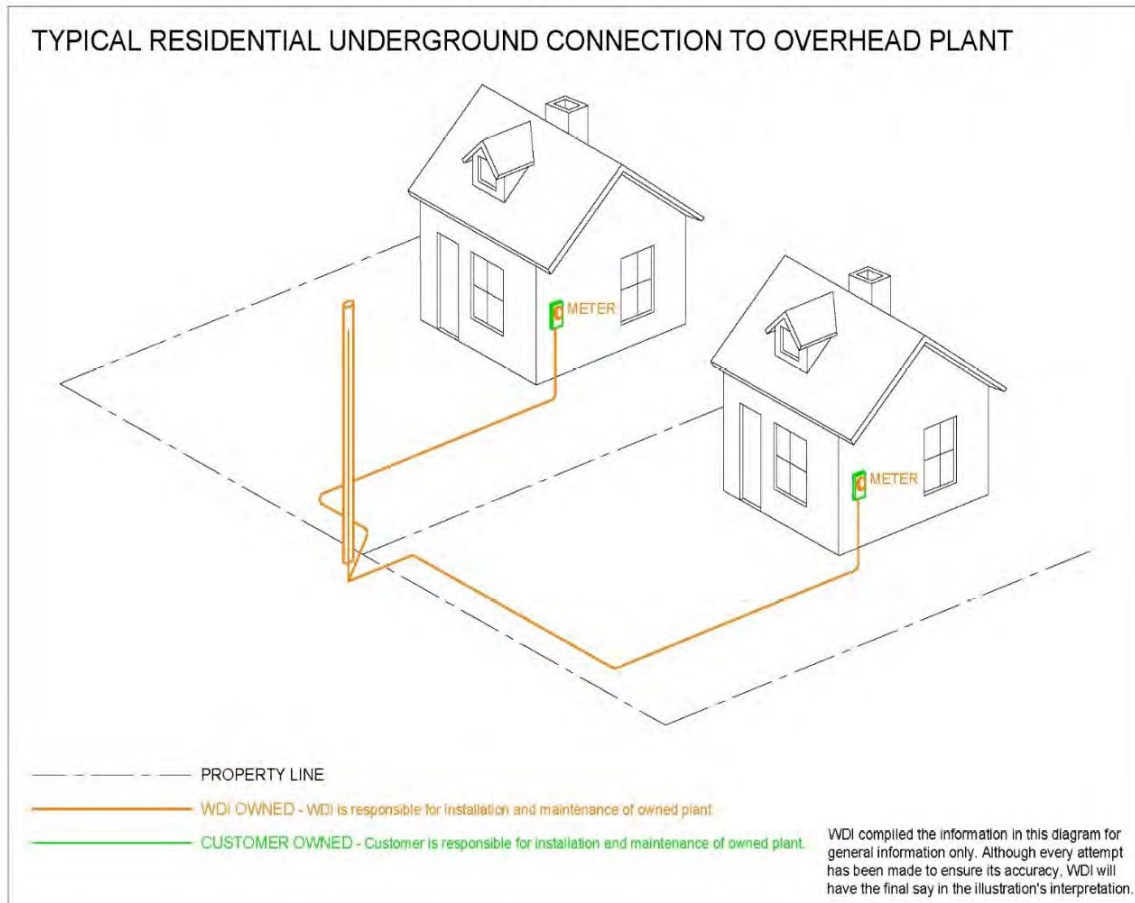 TYPICAL RESIDENTIAL UNDERGROUND CONNECTION TO OVERHEAD PLANT
METER
METER
PROPERTY LINE
WDI OWNED - WDI is responsible for installation and maintenance of owned plant
CUSTOMER OWNED - Customer is responsible for installation and maintenance of owned plant.
WDI compiled the information in this diagram for
general information only. Although every attempt
has been made to ensure its accuracy, WDI will
have the final say in the illustration's interpretation.